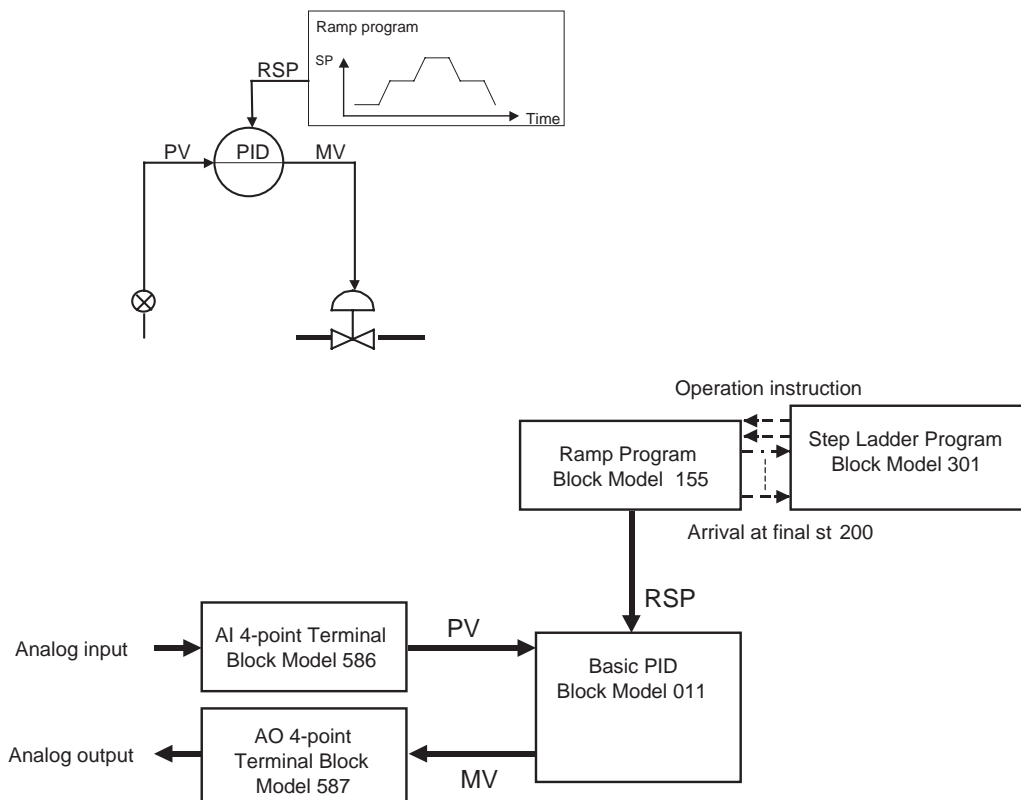 Ramp program
SP
RSP
Time
PV
PID
MV
Operation instruction
Ramp Program
Block Model 155
Step Ladder Program
Block Model 301
Arrival at final st 200
RSP
Analog input
AI 4-point Terminal
Block Model 586
PV
Basic PID
Block Model 011
Analog output
AO 4-point
Terminal Block
Model 587
MV